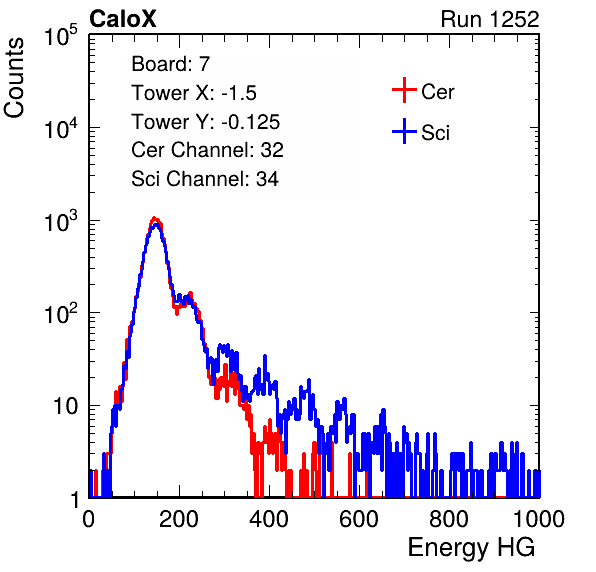 CaloX Run 1252
Counts
10^5
10^4
10^3
10^2
10
1
Board: 7
Tower X: -1.5
Tower Y: -0.125
Cer Channel: 32
Sci Channel: 34
Cer
Sci
0 200 400 600 800 1000
Energy HG